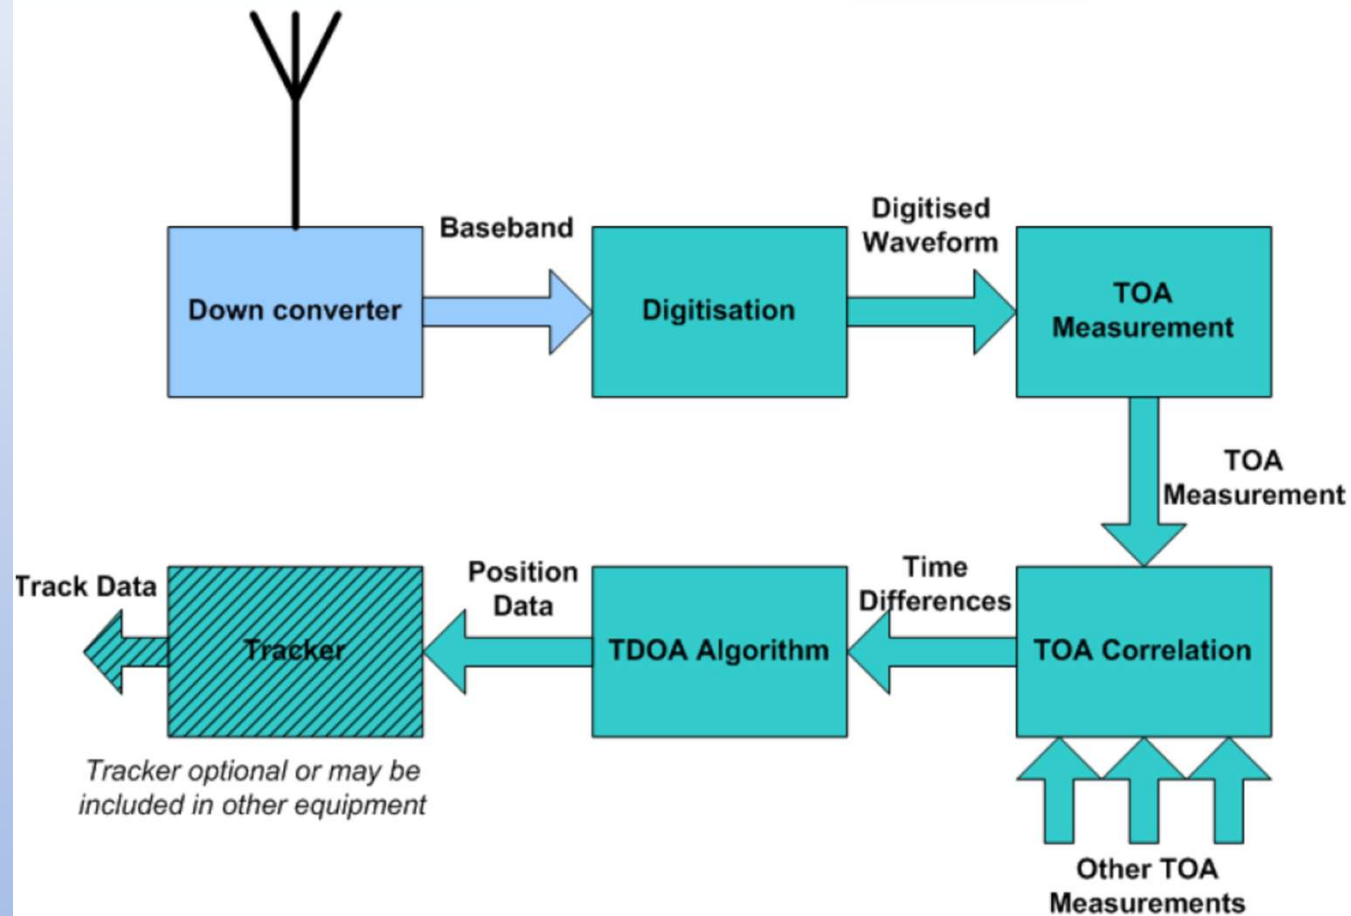 Down converter
Baseband
Digitisation
Digitised
Waveform
TOA
Measurement
TOA
Measurement
TOA Correlation
Other TOA
Measurements
Time
Differences
TDOA Algorithm
Position
Data
Tracker
Track Data
Tracker optional or may be
included in other equipment